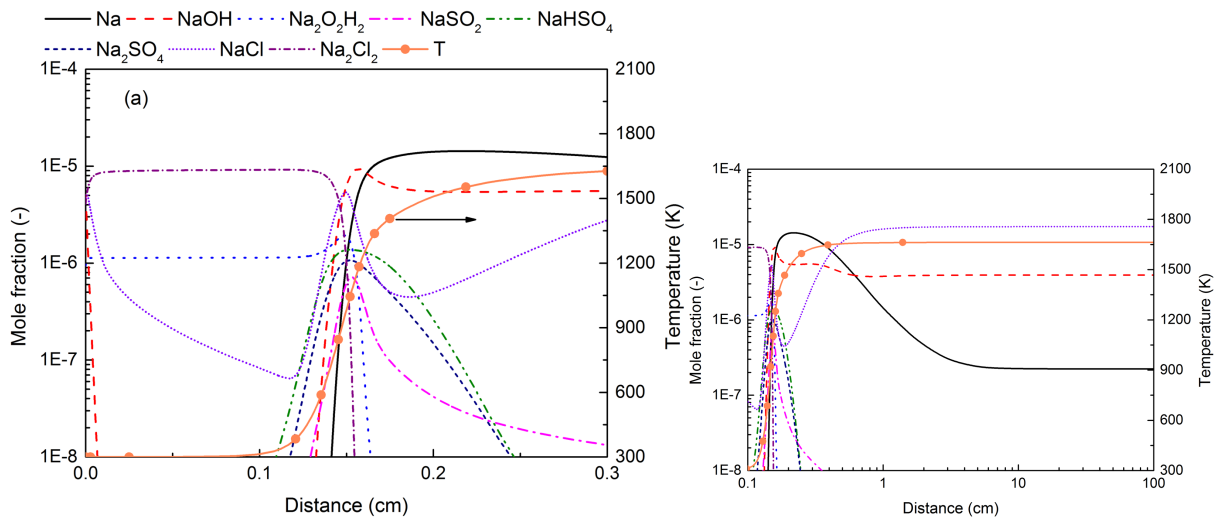 Na NaOH Na₂O₂H₂ NaSO₂ NaHSO₄
Na₂SO₄ NaCl Na₂Cl₂ T
(a)
1E-4
1E-5
1E-6
1E-7
1E-8
Mole fraction (-)
2100
1800
1500
1200
900
600
300
Temperature (K)
0.0 0.1 0.2 0.3
Distance (cm)
1E-4
1E-5
1E-6
1E-7
1E-8
Mole fraction (-)
2100
1800
1500
1200
900
600
300
Temperature (K)
0.1 1 10 100
Distance (cm)